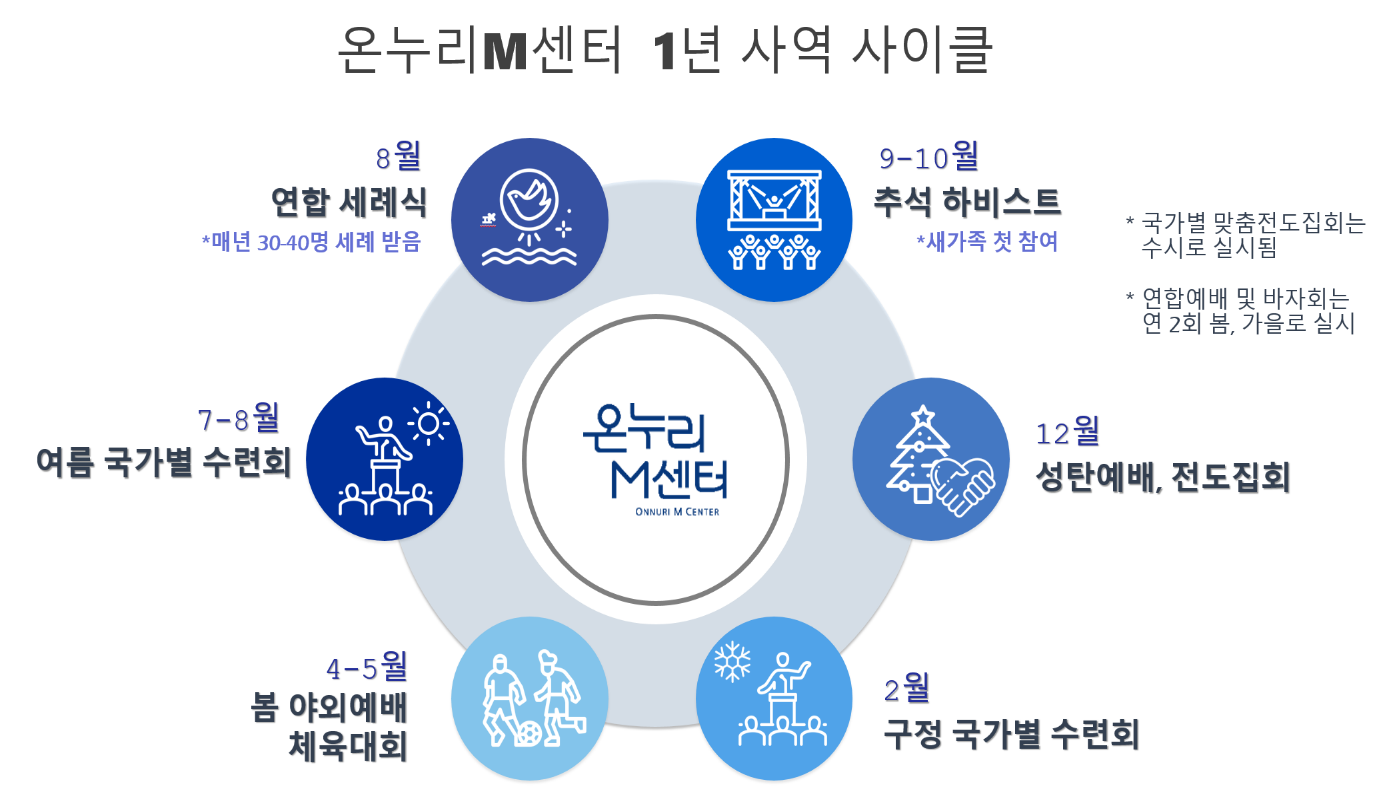 온누리M센터 1년 사역 사이클
8월
연합 세례식
*매년 30-40명 세례 받음
9-10월
추석 하비스트
*새가족 첫 참여
* 국가별 맞춤전도집회는
수시로 실시됨
* 연합예배 및 바자회는
연 2회 봄, 가을로 실시
7-8월
여름 국가별 수련회
온누리
M센터
ONNURI M CENTER
12월
성탄예배, 전도집회
4-5월
봄 야외예배
체육대회
2월
구정 국가별 수련회